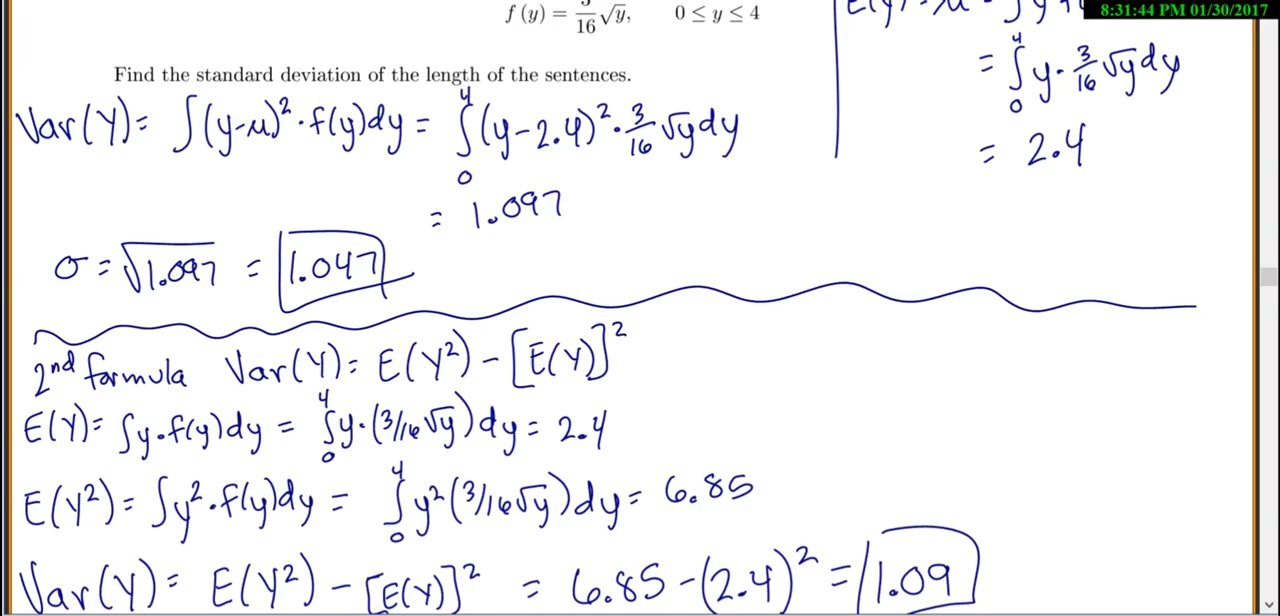 8:31:44 PM 01/30/2017
f(y) = 3/16 √y, 0 ≤ y ≤ 4
Find the standard deviation of the length of the sentences.
Var(Y) = ∫(y-μ)²·f(y)dy = ∫₀⁴(y-2.4)²·3/16 √y dy
= 1.097
σ = √1.097 = 1.047
= ∫₀⁴ y·3/16 √y dy
= 2.4
2nd formula Var(Y) = E(Y²) - [E(Y)]²
E(Y) = ∫y·f(y)dy = ∫₀⁴ y·(3/16 √y)dy = 2.4
E(Y²) = ∫y²·f(y)dy = ∫₀⁴ y²(3/16 √y)dy = 6.85
Var(Y) = E(Y²) - [E(Y)]² = 6.85 - (2.4)² = 1.09